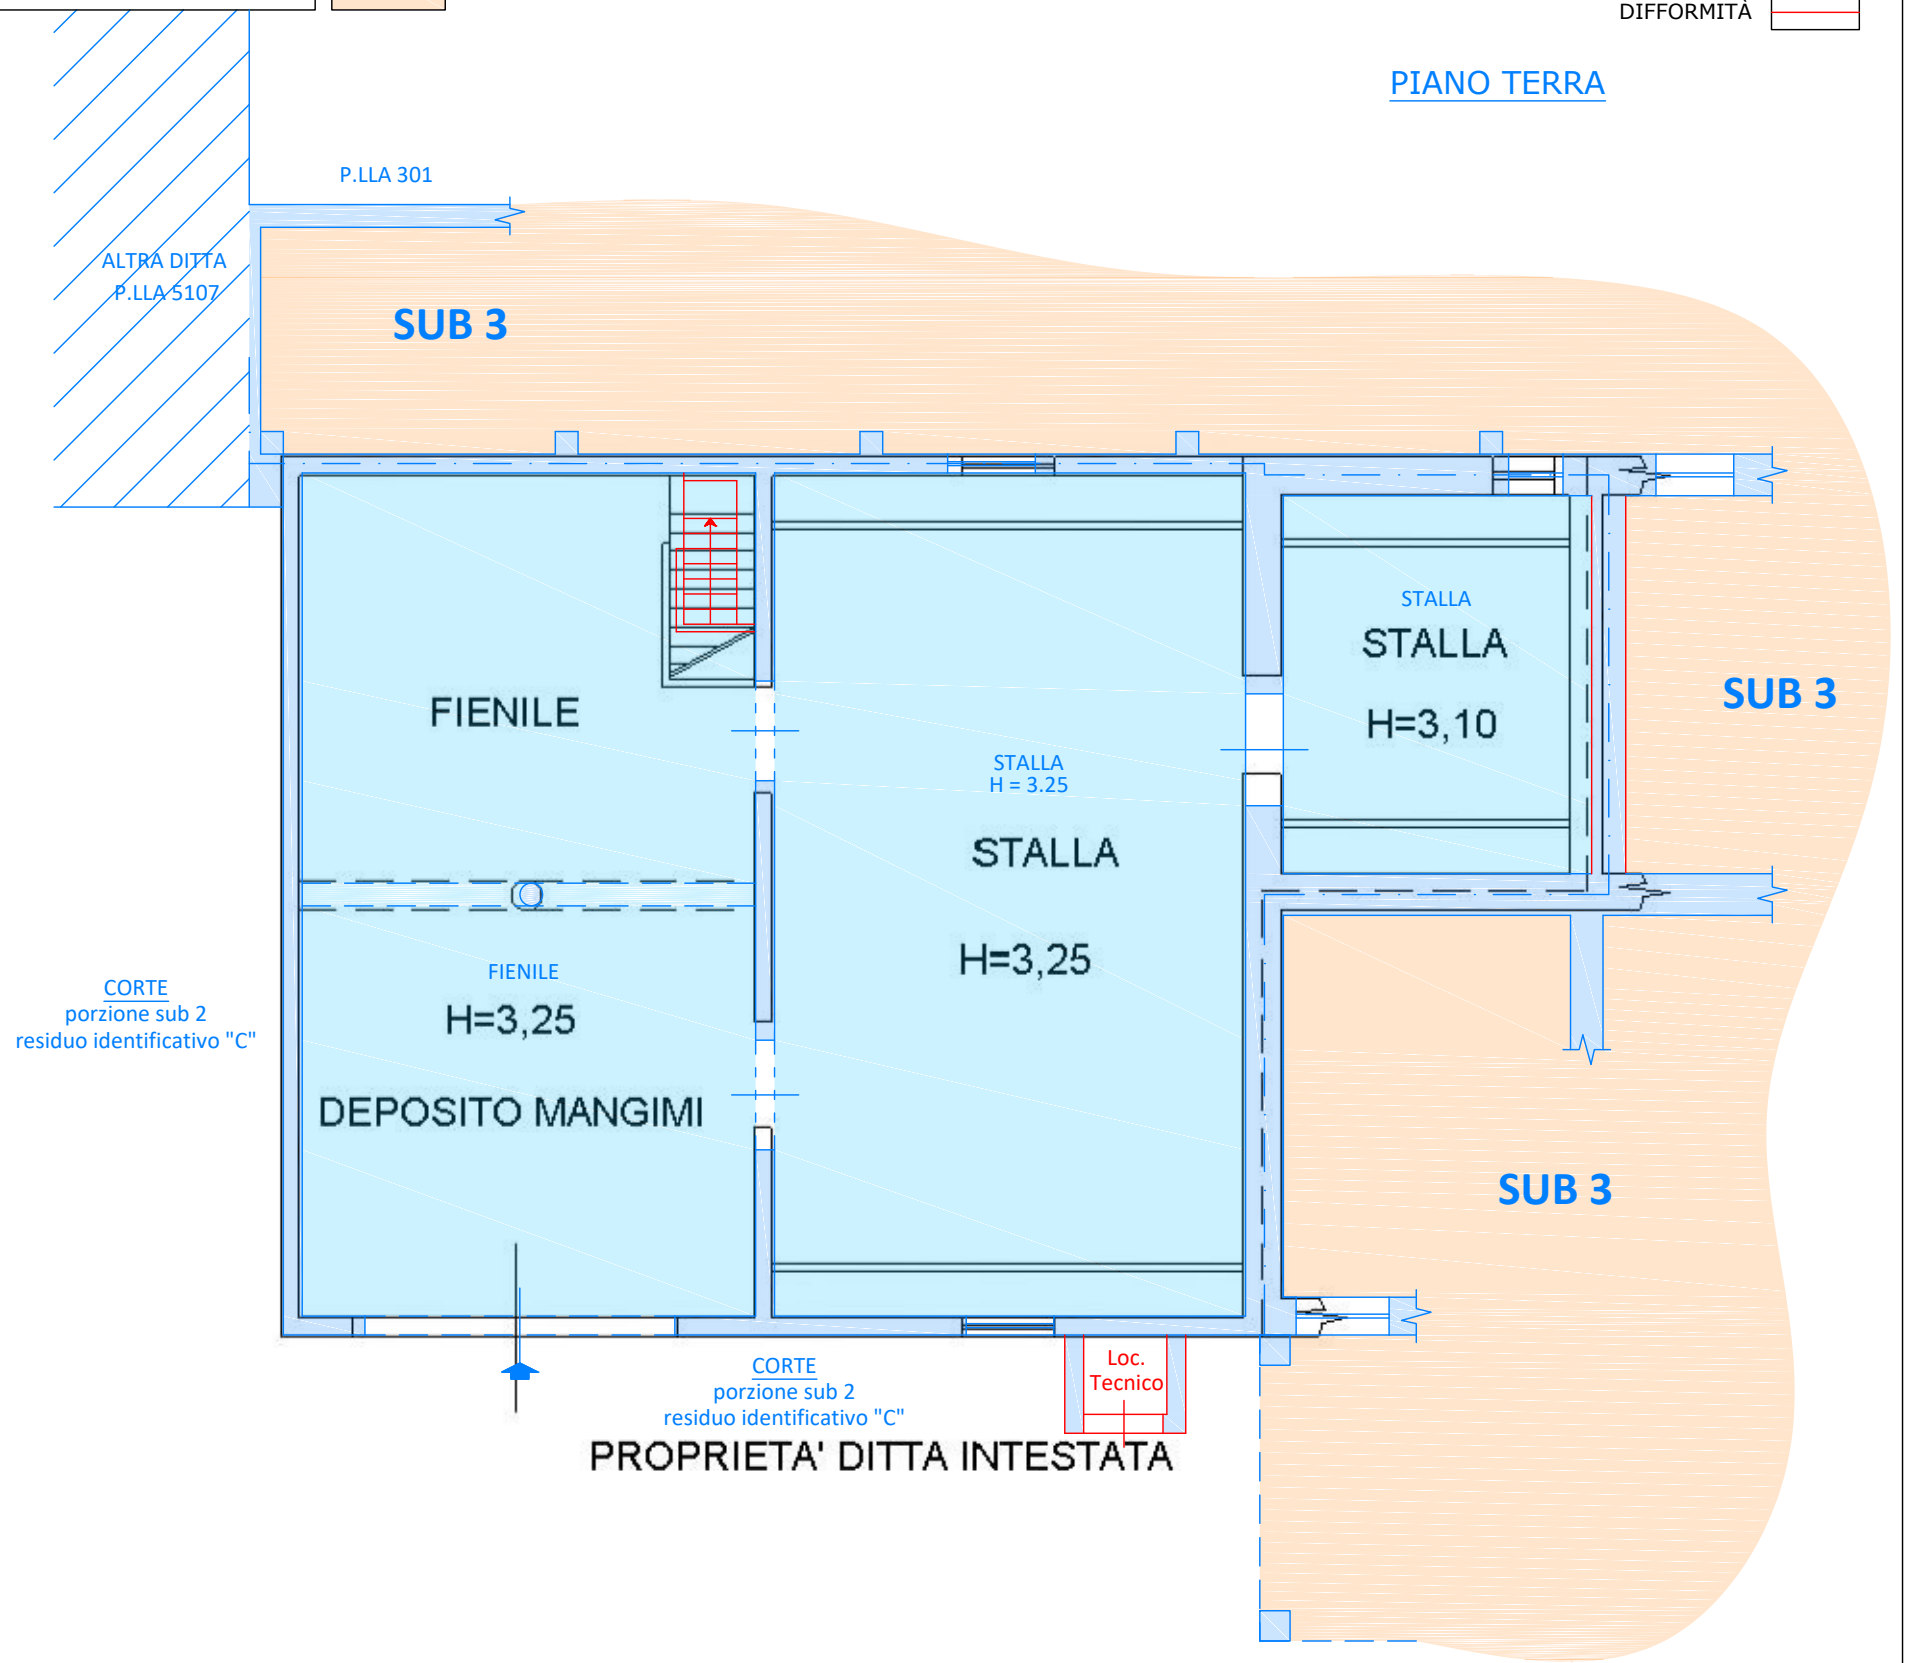 DIFFORMITÀ
PIANO TERRA
P.LLA 301
ALTRA DITTA
P.LLA 5107
SUB 3
STALLA
STALLA
H=3,10
SUB 3
FIENILE
STALLA
H = 3.25
STALLA
H=3,25
FIENILE
H=3,25
DEPOSITO MANGIMI
CORTE
porzione sub 2
residuo identificativo "C"
SUB 3
Loc.
Tecnico
CORTE
porzione sub 2
residuo identificativo "C"
PROPRIETA' DITTA INTESTATA